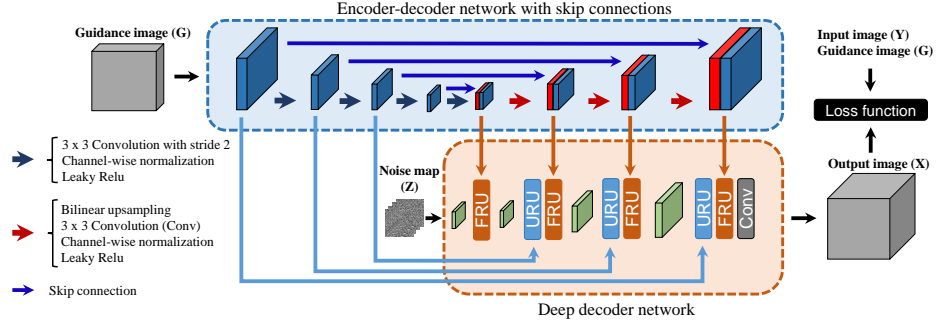 Encoder-decoder network with skip connections
Guidance image (G)
Input image (Y)
Guidance image (G)
Loss function
3 x 3 Convolution with stride 2
Channel-wise normalization
Leaky Relu
Noise map
(Z)
Output image (X)
FRU
URU
FRU
URU
FRU
URU
FRU
Conv
Bilinear upsampling
3 x 3 Convolution (Conv)
Channel-wise normalization
Leaky Relu
Skip connection
Deep decoder network